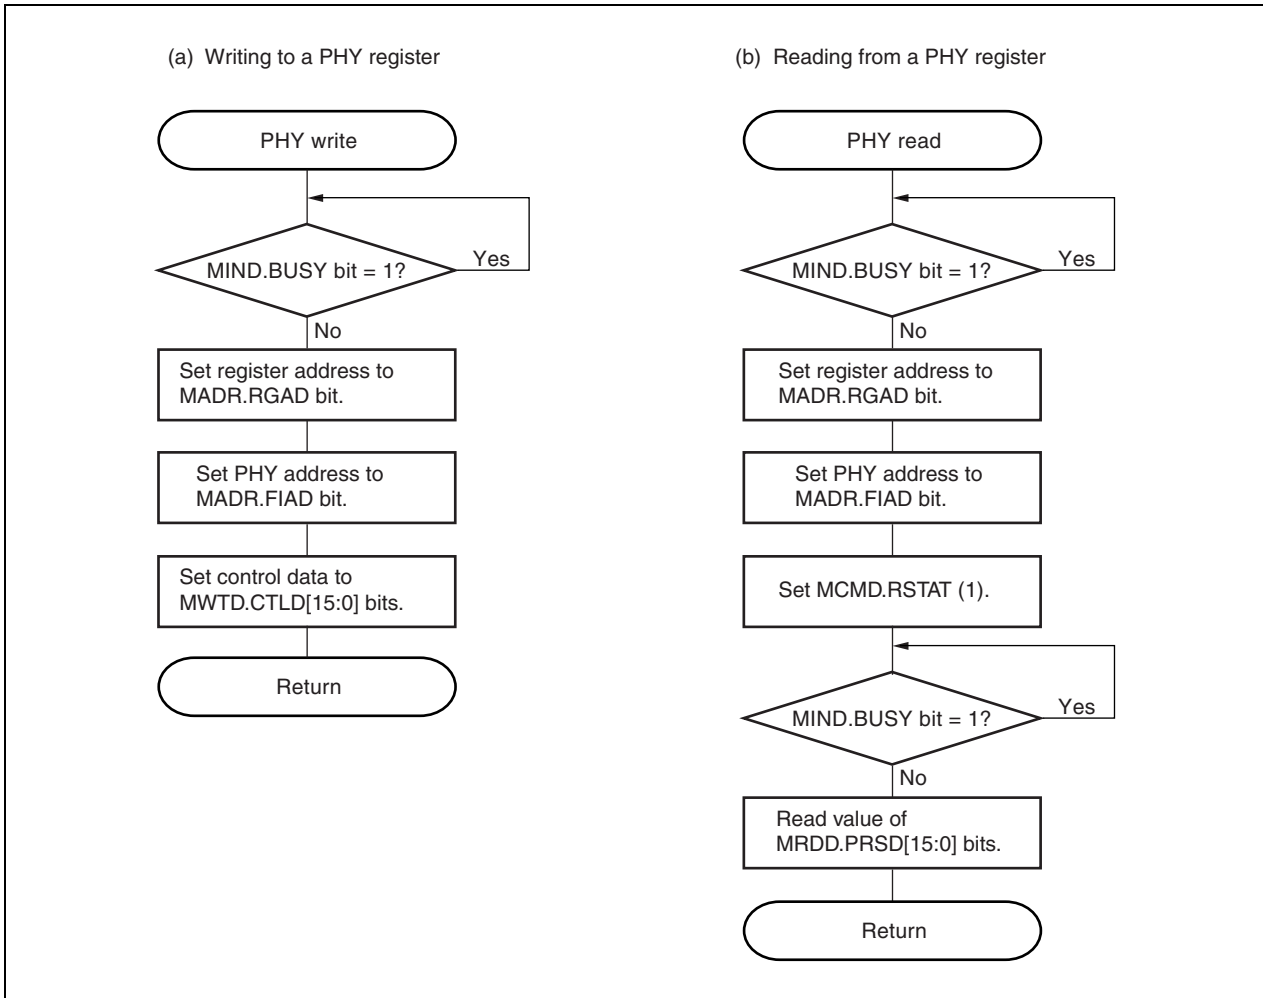 (a) Writing to a PHY register
PHY write
MIND.BUSY bit = 1?
Yes
No
Set register address to
MADR.RGAD bit.
Set PHY address to
MADR.FIAD bit.
Set control data to
MWTD.CTLD[15:0] bits.
Return
(b) Reading from a PHY register
PHY read
MIND.BUSY bit = 1?
Yes
No
Set register address to
MADR.RGAD bit.
Set PHY address to
MADR.FIAD bit.
Set MCMD.RSTAT (1).
MIND.BUSY bit = 1?
Yes
No
Read value of
MRDD.PRSD[15:0] bits.
Return